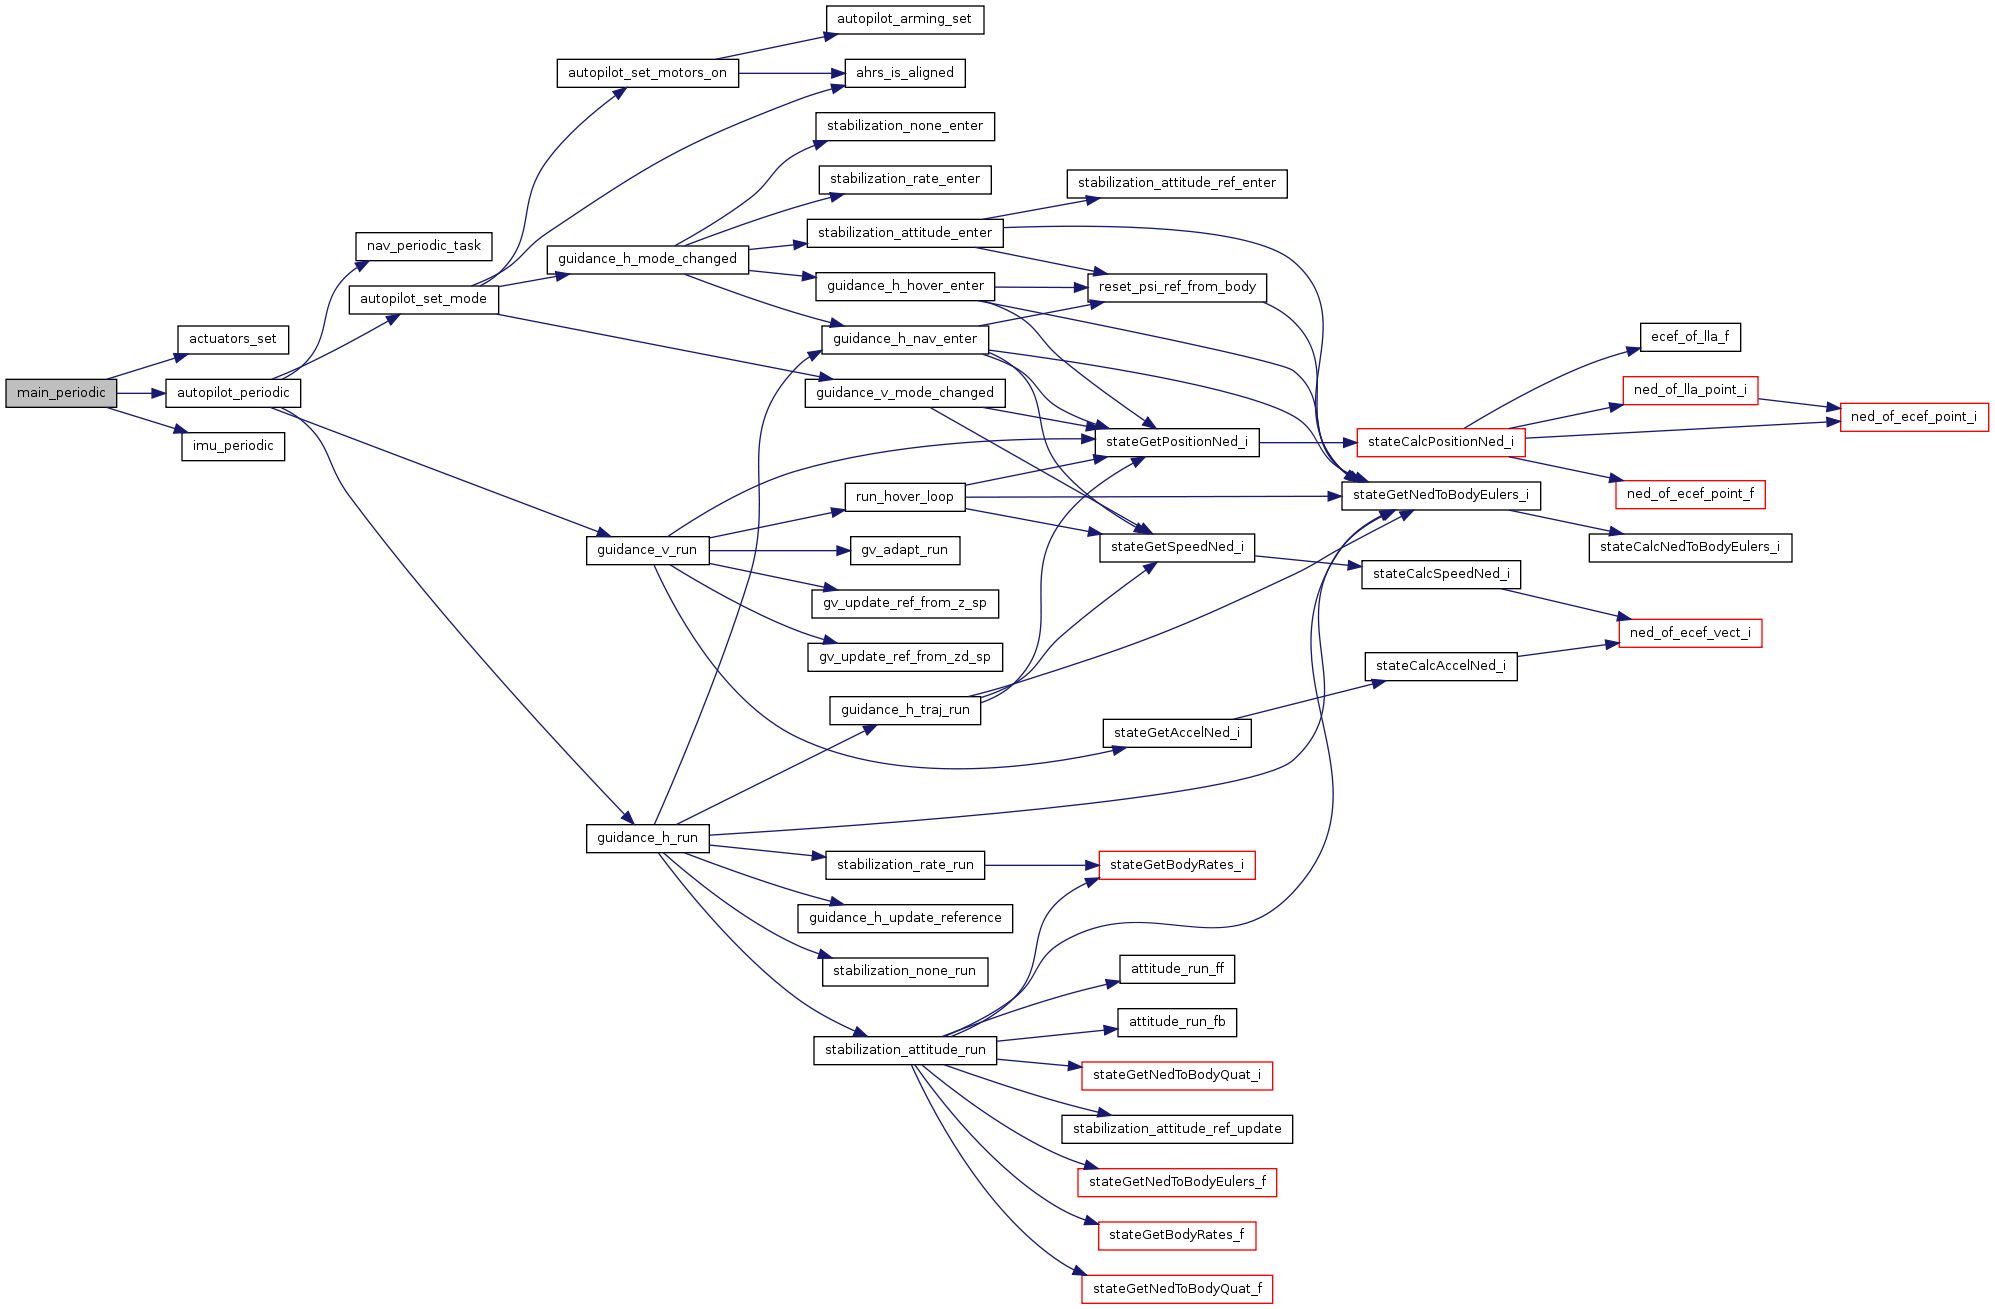 autopilot_arming_set
autopilot_set_motors_on
ahrs_is_aligned
stabilization_none_enter
stabilization_rate_enter
stabilization_attitude_ref_enter
stabilization_attitude_enter
nav_periodic_task
guidance_h_mode_changed
guidance_h_hover_enter
reset_psi_ref_from_body
autopilot_set_mode
actuators_set
guidance_h_nav_enter
ecef_of_lla_f
main_periodic
autopilot_periodic
guidance_v_mode_changed
ned_of_lla_point_i
ned_of_ecef_point_i
imu_periodic
stateGetPositionNed_i
stateCalcPositionNed_i
run_hover_loop
stateGetNedToBodyEulers_i
ned_of_ecef_point_f
guidance_v_run
gv_adapt_run
stateGetSpeedNed_i
stateCalcNedToBodyEulers_i
stateCalcSpeedNed_i
gv_update_ref_from_z_sp
ned_of_ecef_vect_i
gv_update_ref_from_zd_sp
stateCalcAccelNed_i
guidance_h_traj_run
stateGetAccelNed_i
guidance_h_run
stabilization_rate_run
stateGetBodyRates_i
guidance_h_update_reference
stabilization_none_run
attitude_run_ff
attitude_run_fb
stabilization_attitude_run
stateGetNedToBodyQuat_i
stabilization_attitude_ref_update
stateGetNedToBodyEulers_f
stateGetBodyRates_f
stateGetNedToBodyQuat_f